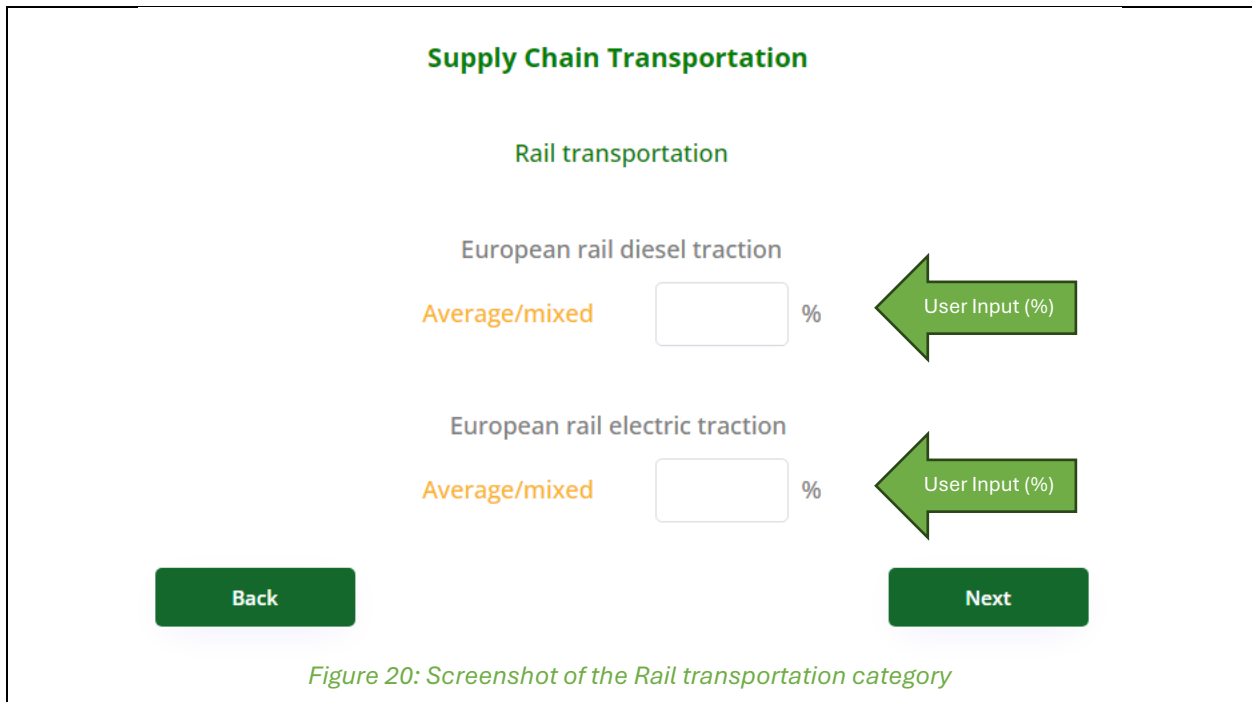 Supply Chain Transportation
Rail transportation
European rail diesel traction
Average/mixed % User Input (%)
European rail electric traction
Average/mixed % User Input (%)
Back Next
Figure 20: Screenshot of the Rail transportation category